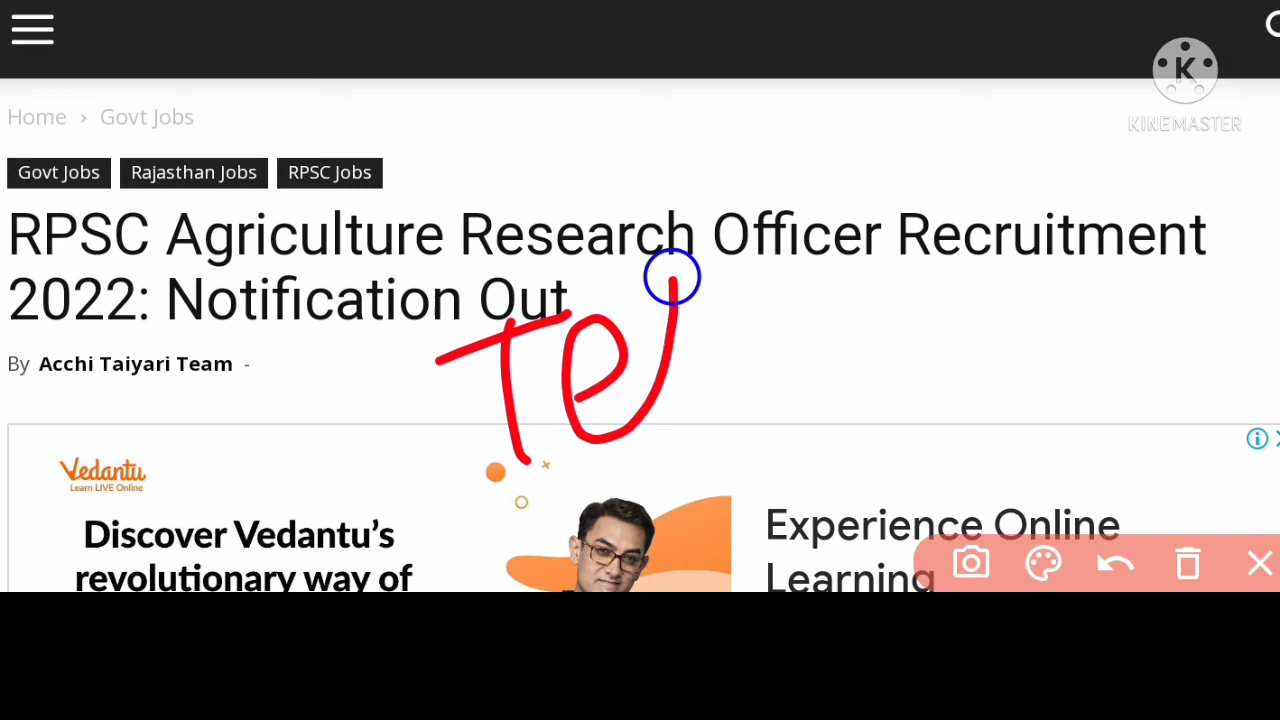 K
KINEMASTER
Home › Govt Jobs
Govt Jobs Rajasthan Jobs RPSC Jobs
RPSC Agriculture Research Officer Recruitment
2022: Notification Out
Te
By Acchi Taiyari Team -
Vedantu
Learn LIVE Online
Discover Vedantu's
revolutionary way of
Experience Online
Learning